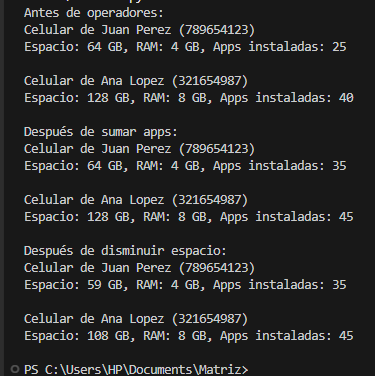 Antes de operadores:
Celular de Juan Perez (789654123)
Espacio: 64 GB, RAM: 4 GB, Apps instaladas: 25
Celular de Ana Lopez (321654987)
Espacio: 128 GB, RAM: 8 GB, Apps instaladas: 40
Después de sumar apps:
Celular de Juan Perez (789654123)
Espacio: 64 GB, RAM: 4 GB, Apps instaladas: 35
Celular de Ana Lopez (321654987)
Espacio: 128 GB, RAM: 8 GB, Apps instaladas: 45
Después de disminuir espacio:
Celular de Juan Perez (789654123)
Espacio: 59 GB, RAM: 4 GB, Apps instaladas: 35
Celular de Ana Lopez (321654987)
Espacio: 108 GB, RAM: 8 GB, Apps instaladas: 45
PS C:\Users\HP\Documents\Matriz>